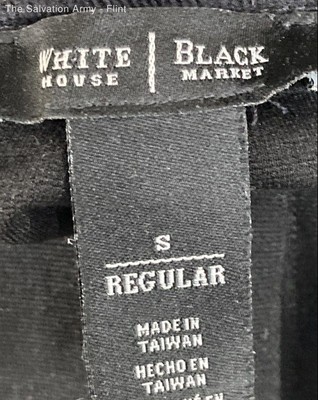 The Salvation Army - Flint
WHITE HOUSE | BLACK MARKET
S
REGULAR
MADE IN
TAIWAN
HECHO EN
TAIWAN